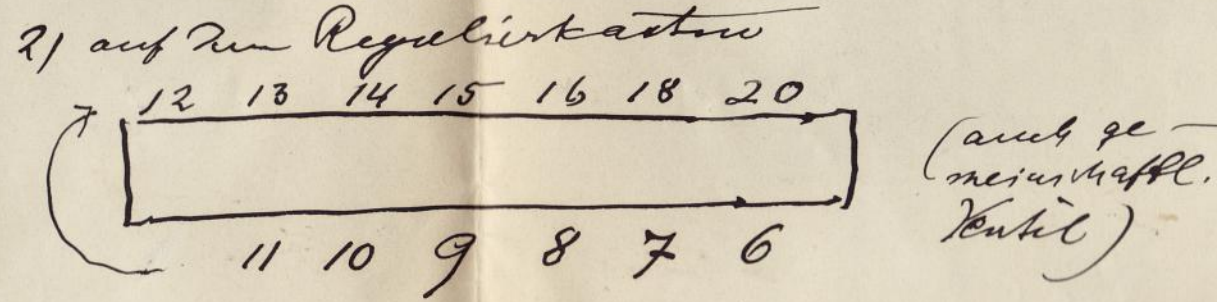 2) auf dem Regulierkasten
12 13 14 15 16 18 20
(auch ge-
meinschaftl.
Ventil)
11 10 9 8 7 6